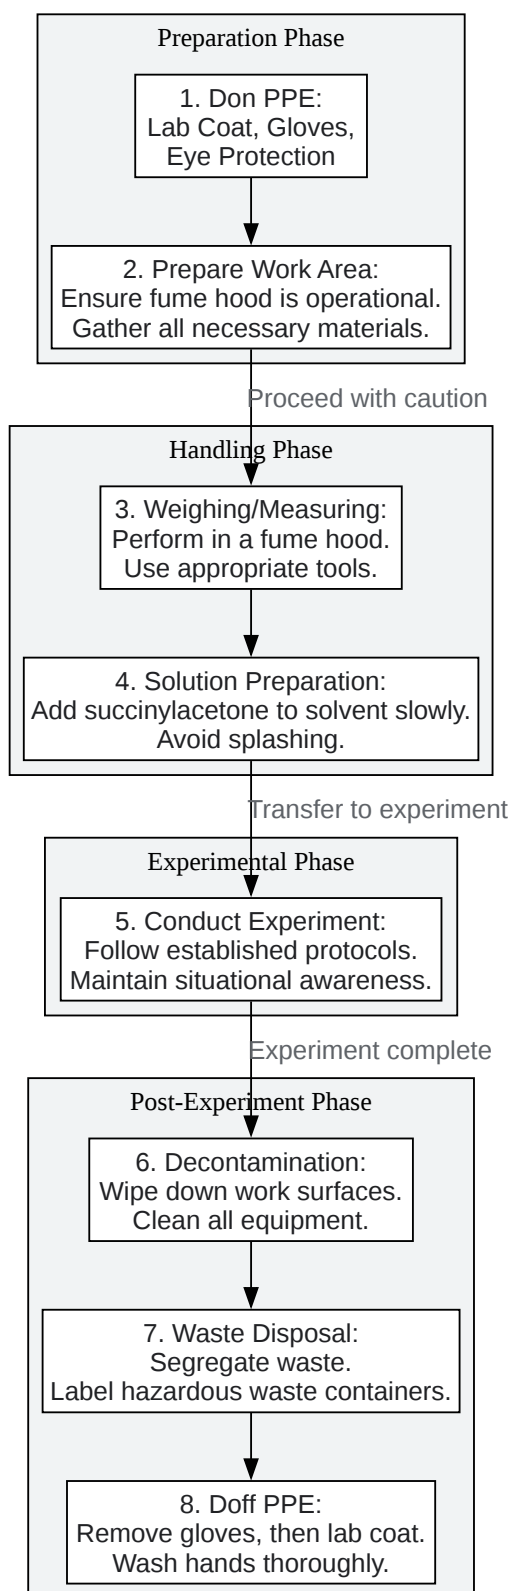 Preparation Phase
1. Don PPE:
Lab Coat, Gloves,
Eye Protection
2. Prepare Work Area:
Ensure fume hood is operational.
Gather all necessary materials.
Proceed with caution
Handling Phase
3. Weighing/Measuring:
Perform in a fume hood.
Use appropriate tools.
4. Solution Preparation:
Add succinylacetone to solvent slowly.
Avoid splashing.
Transfer to experiment
Experimental Phase
5. Conduct Experiment:
Follow established protocols.
Maintain situational awareness.
Experiment complete
Post-Experiment Phase
6. Decontamination:
Wipe down work surfaces.
Clean all equipment.
7. Waste Disposal:
Segregate waste.
Label hazardous waste containers.
8. Doff PPE:
Remove gloves, then lab coat.
Wash hands thoroughly.